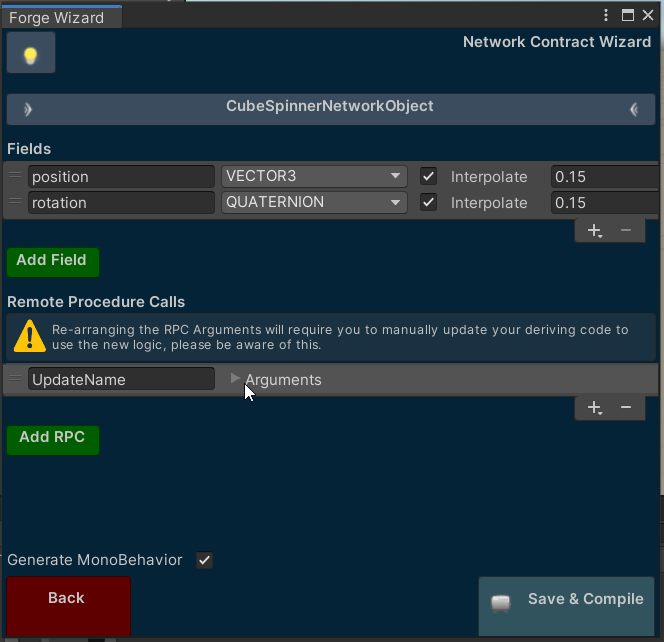 Forge Wizard
Network Contract Wizard
CubeSpinnerNetworkObject
Fields
position VECTOR3 Interpolate 0.15
rotation QUATERNION Interpolate 0.15
Add Field
Remote Procedure Calls
Re-arranging the RPC Arguments will require you to manually update your deriving code to
use the new logic, please be aware of this.
UpdateName Arguments
Add RPC
Generate MonoBehavior
Back
Save & Compile